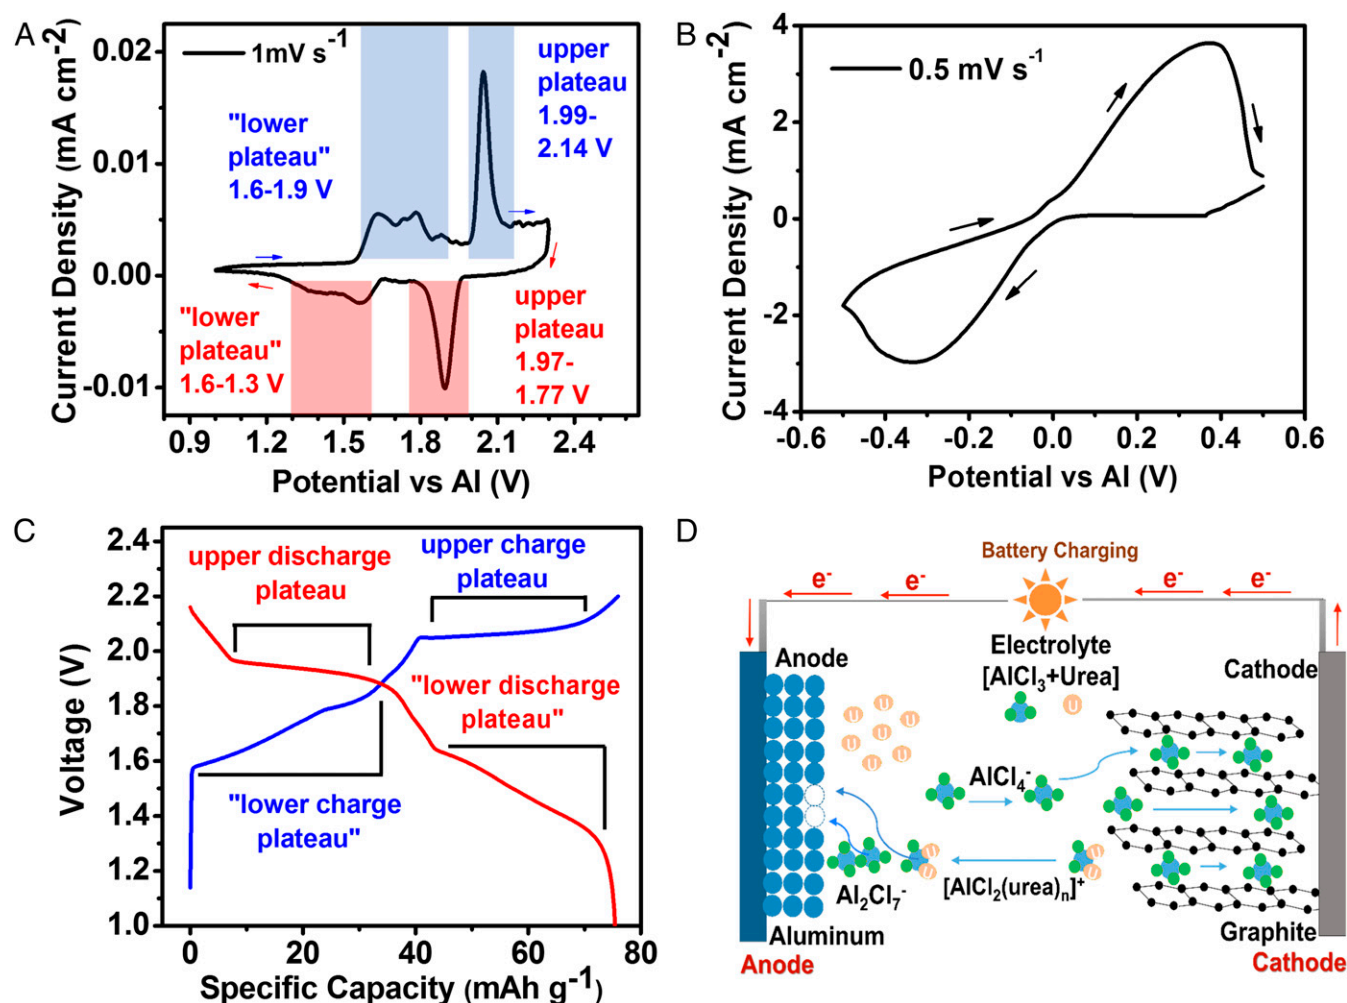 A
1mV s⁻¹
"lower
plateau"
1.6-1.9 V
upper
plateau
1.99-
2.14 V
"lower
plateau"
1.6-1.3 V
upper
plateau
1.97-
1.77 V
0.02
0.01
0.00
-0.01
Current Density (mA cm⁻²)
0.9 1.2 1.5 1.8 2.1 2.4
Potential vs Al (V)
B
0.5 mV s⁻¹
4
2
0
-2
-4
Current Density (mA cm⁻²)
-0.6 -0.4 -0.2 0.0 0.2 0.4 0.6
Potential vs Al (V)
C
upper discharge
plateau
upper charge
plateau
"lower discharge
plateau"
"lower charge
plateau"
2.4
2.2
2.0
1.8
1.6
1.4
1.2
1.0
Voltage (V)
0 20 40 60 80
Specific Capacity (mAh g⁻¹)
D
Battery Charging
e⁻ e⁻ e⁻ e⁻
Electrolyte
[AlCl₃+Urea]
Anode
Cathode
U
U
U
U
U
U
U
U
AlCl₄⁻
U
U
U
U
Al₂Cl₇⁻
[AlCl₂(urea)ₙ]⁺
Aluminum
Graphite
Anode
Cathode